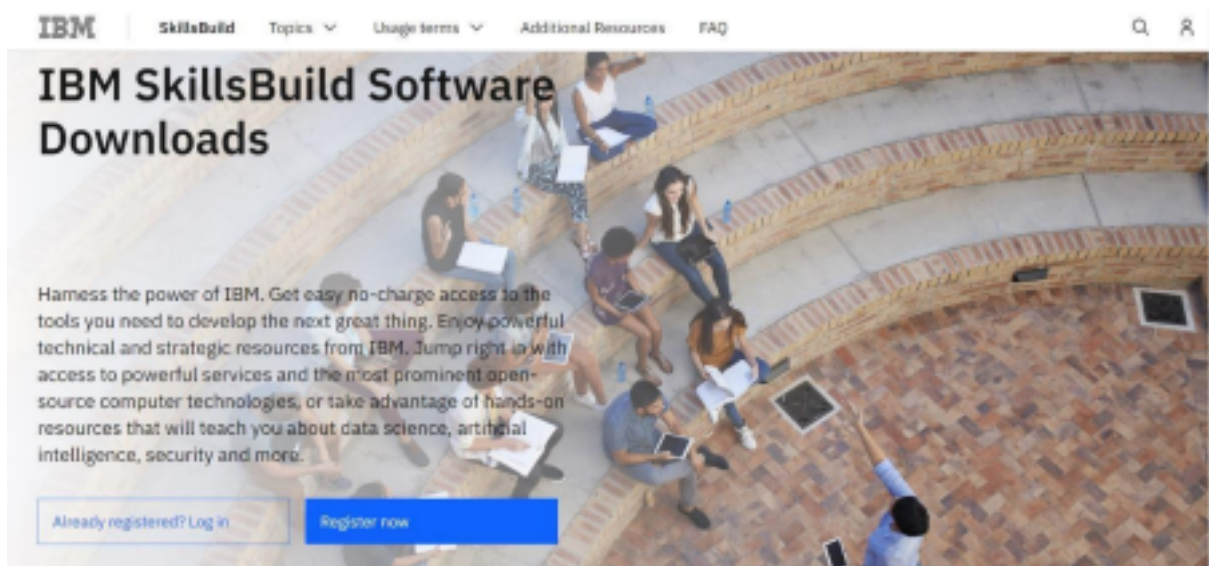 IBM SkillsBuild Topics Usage terms Additional Resources FAQ
IBM SkillsBuild Software
Downloads
Harness the power of IBM. Get easy no-charge access to the
tools you need to develop the next great thing. Enjoy powerful
technical and strategic resources from IBM. Jump right in with
access to powerful services and the most prominent open-
source computer technologies, or take advantage of hands-on
resources that will teach you about data science, artificial
intelligence, security and more.
Already registered? Log in Register now